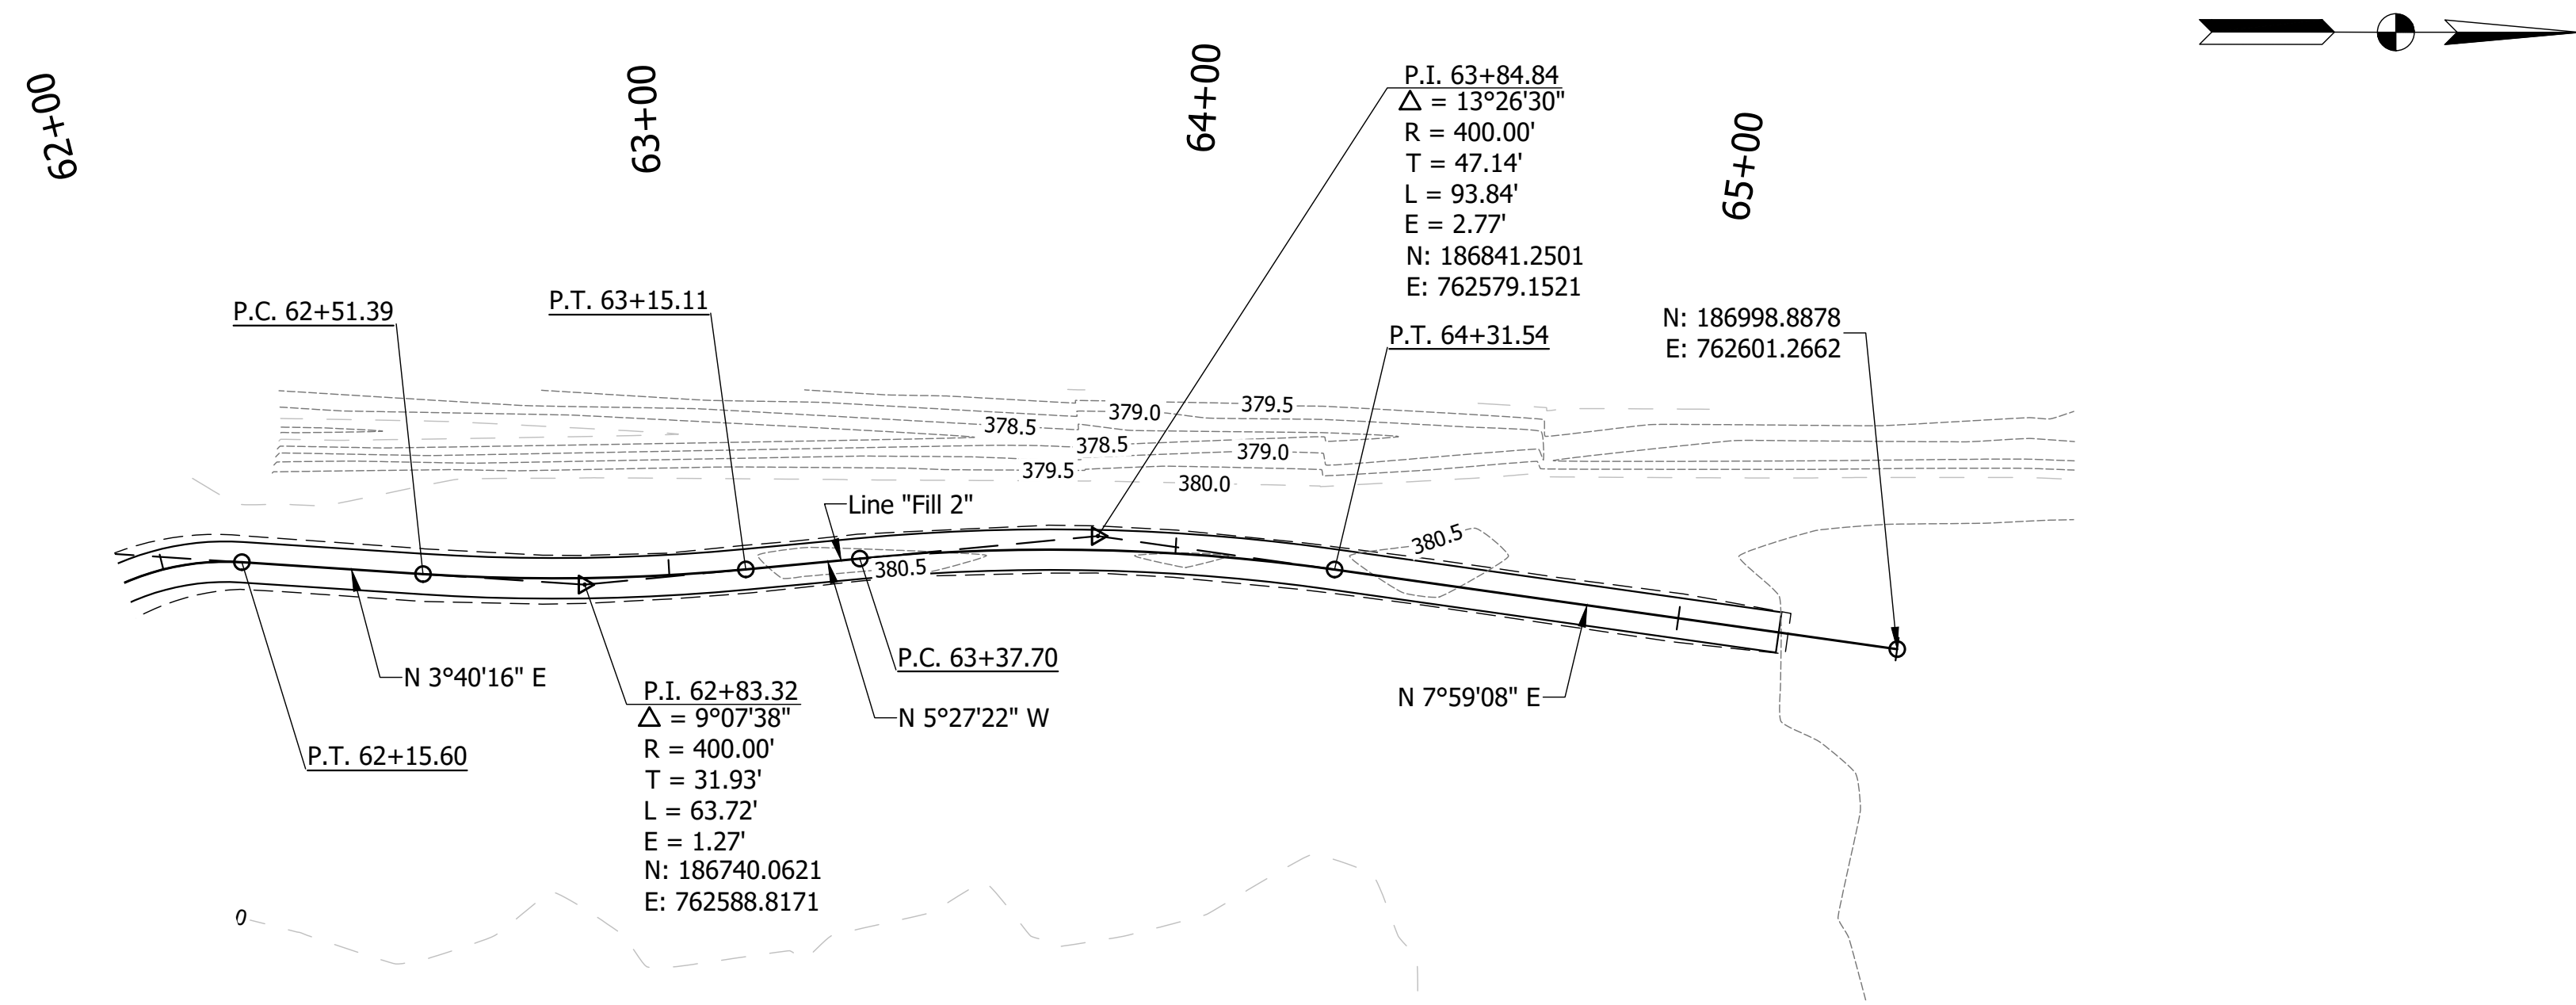 62+00
63+00
64+00
65+00
P.I. 63+84.84
Δ = 13°26'30"
R = 400.00'
T = 47.14'
L = 93.84'
E = 2.77'
N: 186841.2501
E: 762579.1521
P.C. 62+51.39
P.T. 63+15.11
P.T. 64+31.54
N: 186998.8878
E: 762601.2662
379.5
379.0
378.5
378.5
379.0
379.5
380.0
Line "Fill 2"
380.5
380.5
P.C. 63+37.70
N 3°40'16" E
P.I. 62+83.32
Δ = 9°07'38"
R = 400.00'
T = 31.93'
L = 63.72'
E = 1.27'
N: 186740.0621
E: 762588.8171
N 5°27'22" W
N 7°59'08" E
P.T. 62+15.60
0